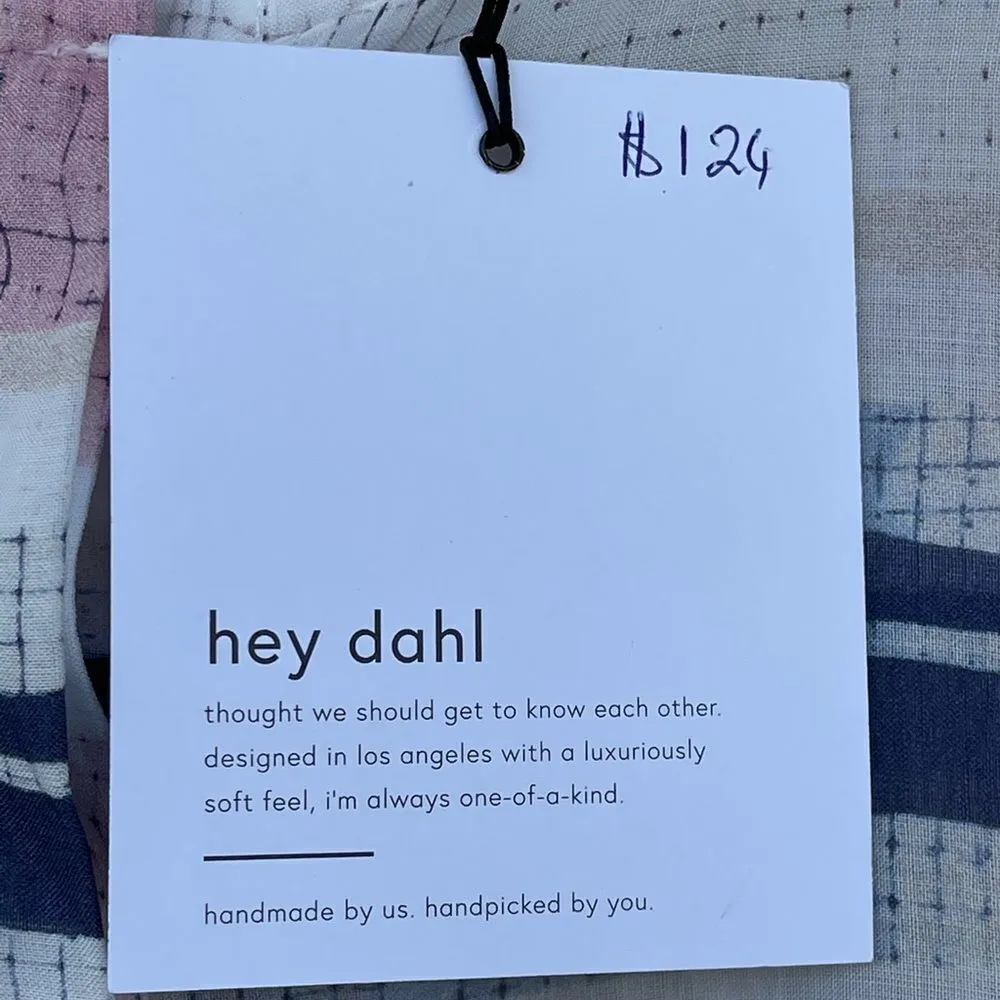 $124
hey dahl
thought we should get to know each other.
designed in los angeles with a luxuriously
soft feel, i'm always one-of-a-kind.
handmade by us. handpicked by you.